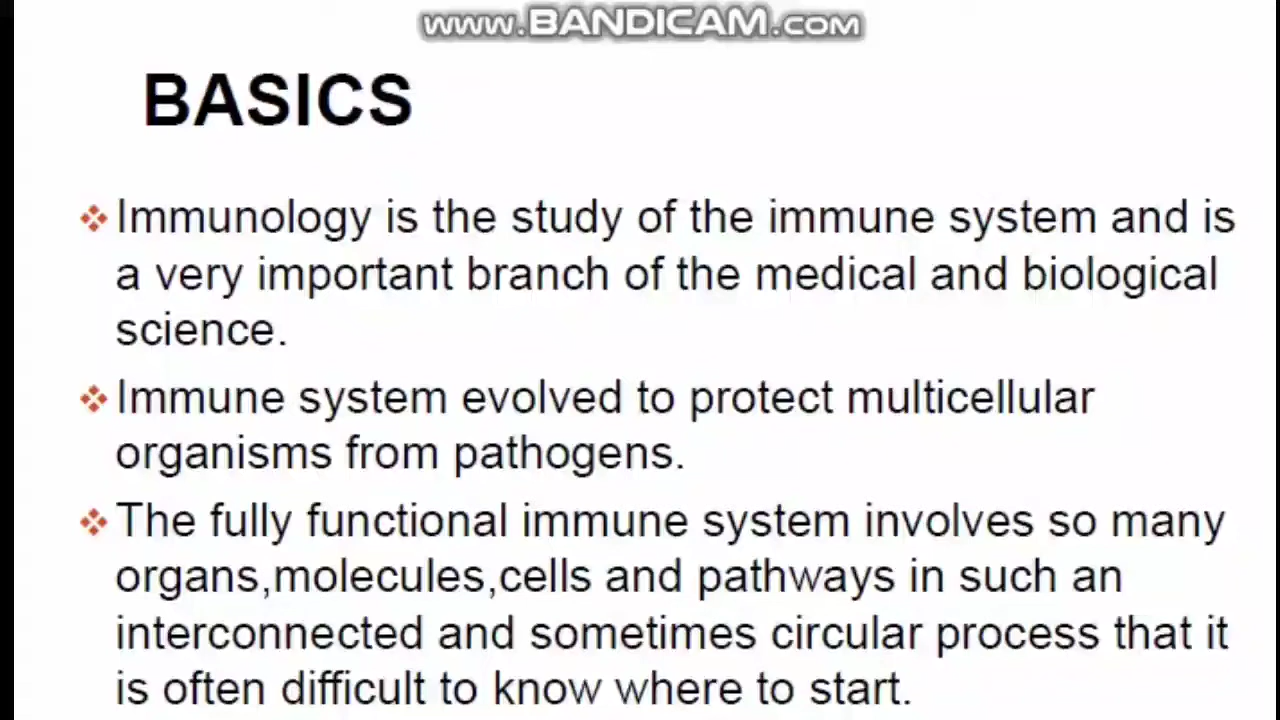 www.BANDICAM.COM
BASICS
Immunology is the study of the immune system and is
a very important branch of the medical and biological
science.
Immune system evolved to protect multicellular
organisms from pathogens.
The fully functional immune system involves so many
organs,molecules,cells and pathways in such an
interconnected and sometimes circular process that it
is often difficult to know where to start.